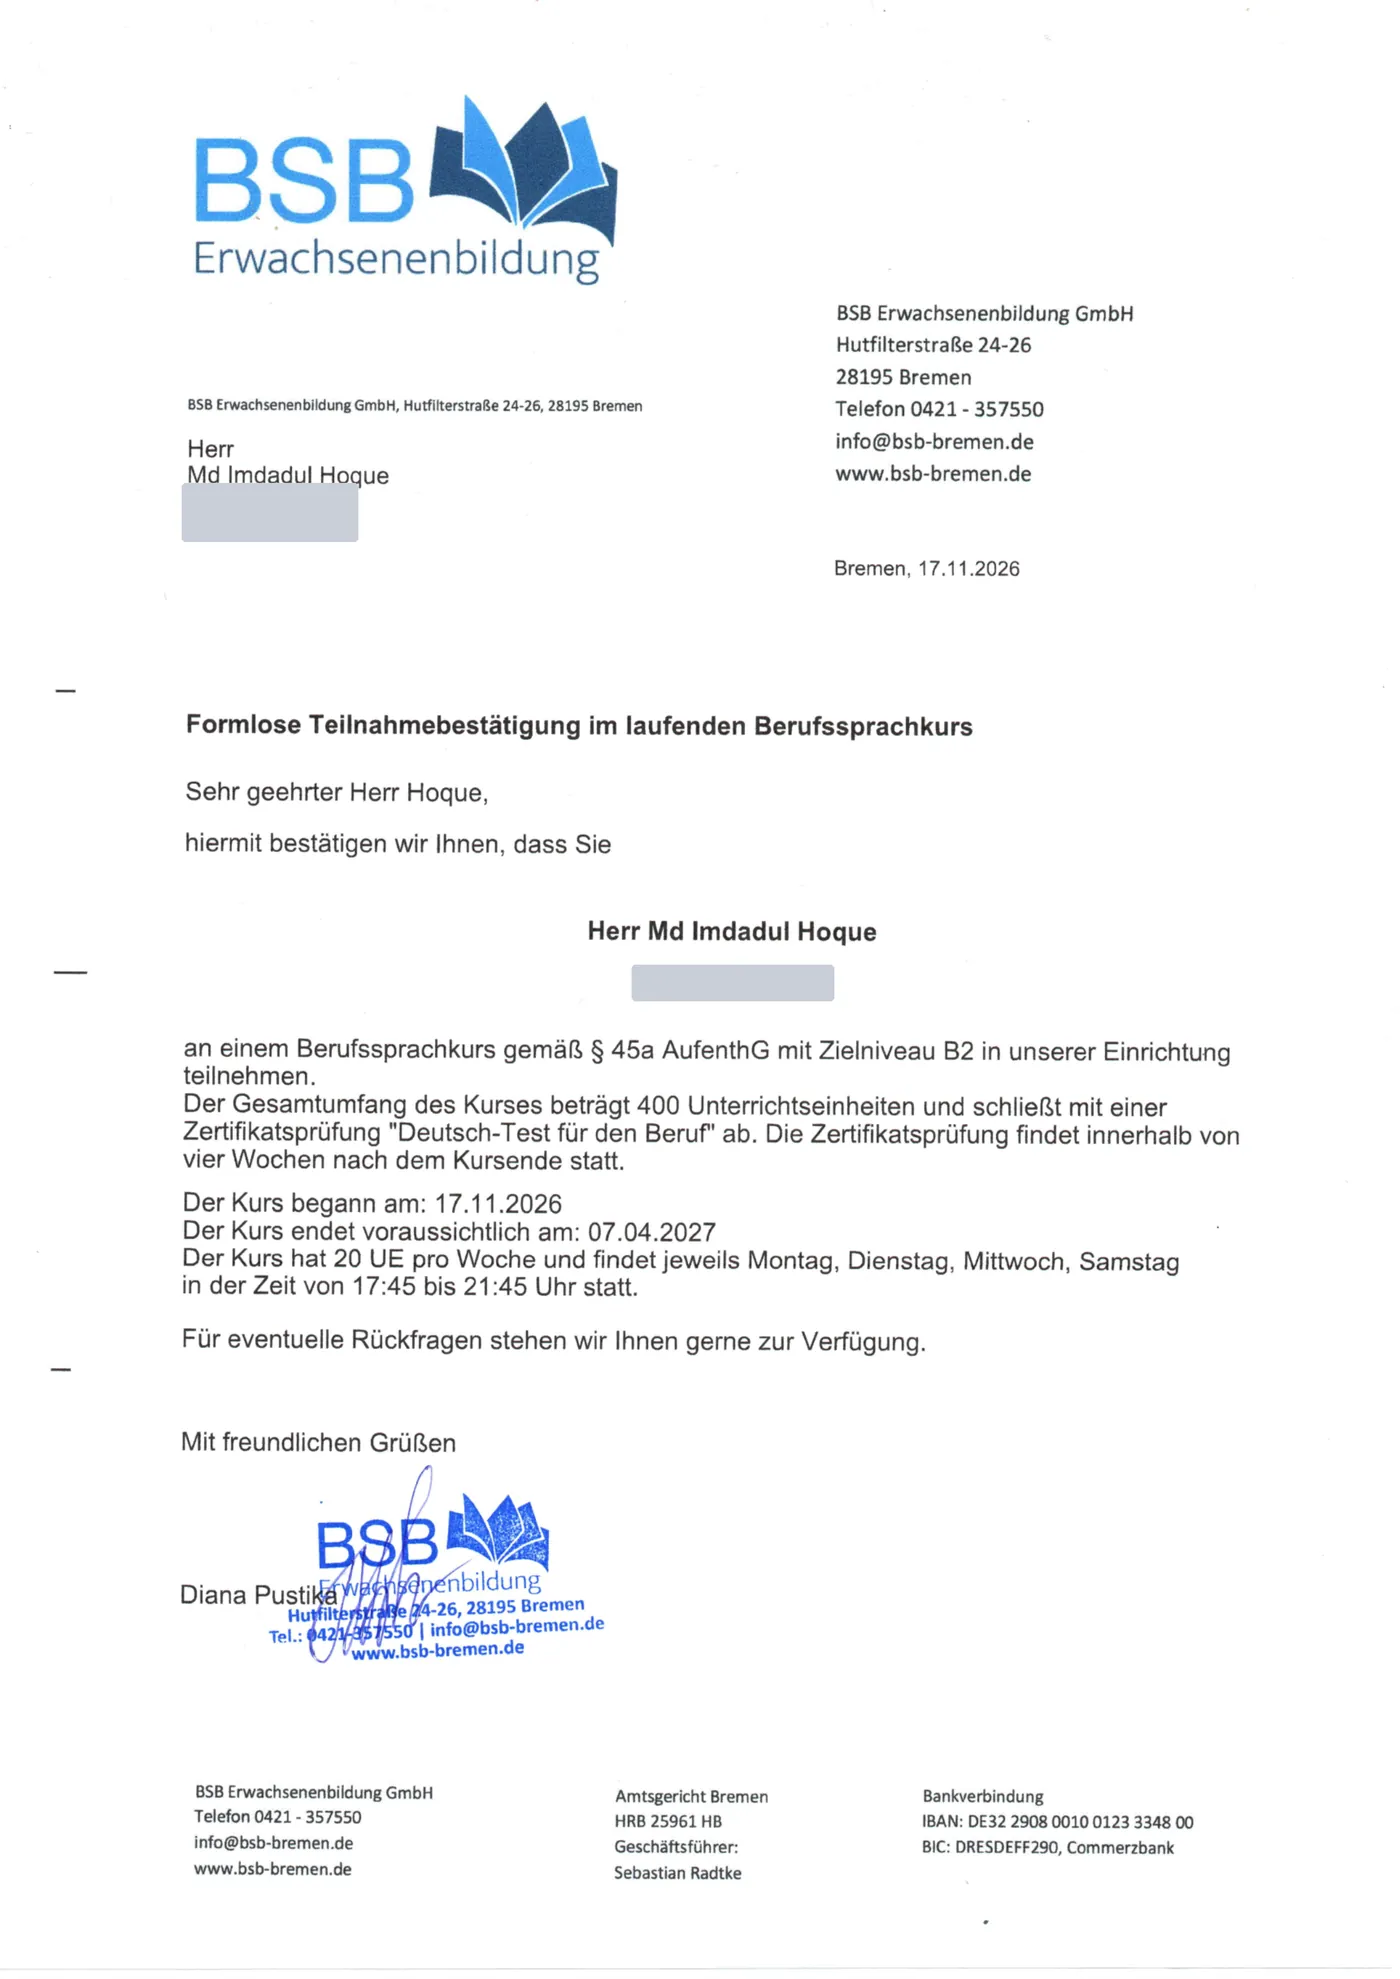 BSB
Erwachsenenbildung
BSB Erwachsenenbildung GmbH
Hutfilterstraße 24-26
28195 Bremen
Telefon 0421 - 357550
info@bsb-bremen.de
www.bsb-bremen.de
BSB Erwachsenenbildung GmbH, Hutfilterstraße 24-26, 28195 Bremen
Herr
Md Imdadul Hoque
Bremen, 17.11.2026
Formlose Teilnahmebestätigung im laufenden Berufssprachkurs
Sehr geehrter Herr Hoque,
hiermit bestätigen wir Ihnen, dass Sie
Herr Md Imdadul Hoque
an einem Berufssprachkurs gemäß § 45a AufenthG mit Zielniveau B2 in unserer Einrichtung
teilnehmen.
Der Gesamtumfang des Kurses beträgt 400 Unterrichtseinheiten und schließt mit einer
Zertifikatsprüfung "Deutsch-Test für den Beruf" ab. Die Zertifikatsprüfung findet innerhalb von
vier Wochen nach dem Kursende statt.
Der Kurs begann am: 17.11.2026
Der Kurs endet voraussichtlich am: 07.04.2027
Der Kurs hat 20 UE pro Woche und findet jeweils Montag, Dienstag, Mittwoch, Samstag
in der Zeit von 17:45 bis 21:45 Uhr statt.
Für eventuelle Rückfragen stehen wir Ihnen gerne zur Verfügung.
Mit freundlichen Grüßen
BSB
Erwachsenenbildung
Diana Pustika
Hutfilterstraße 24-26, 28195 Bremen
Tel.: 0421-357550 | info@bsb-bremen.de
www.bsb-bremen.de
BSB Erwachsenenbildung GmbH
Telefon 0421 - 357550
info@bsb-bremen.de
www.bsb-bremen.de
Amtsgericht Bremen
HRB 25961 HB
Geschäftsführer:
Sebastian Radtke
Bankverbindung
IBAN: DE32 2908 0010 0123 3348 00
BIC: DRESDEFF290, Commerzbank